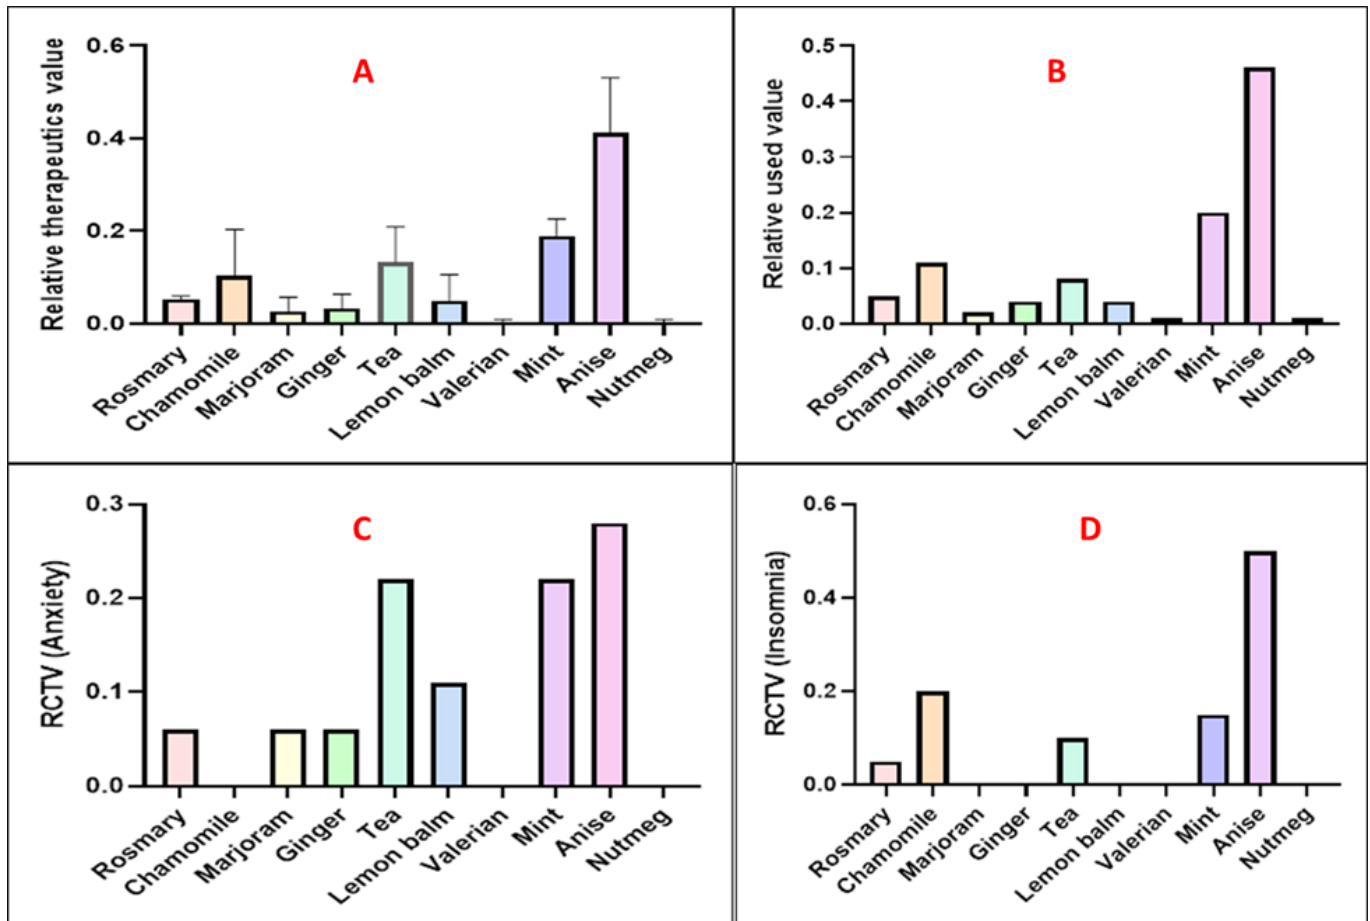 A
Relative therapeutics value
0.6
0.4
0.2
0.0
Rosmary
Chamomile
Marjoram
Ginger
Tea
Lemon balm
Valerian
Mint
Anise
Nutmeg
B
Relative used value
0.5
0.4
0.3
0.2
0.1
0.0
Rosmary
Chamomile
Marjoram
Ginger
Tea
Lemon balm
Valerian
Mint
Anise
Nutmeg
C
RCTV (Anxiety)
0.3
0.2
0.1
0.0
Rosmary
Chamomile
Marjoram
Ginger
Tea
Lemon balm
Valerian
Mint
Anise
Nutmeg
D
RCTV (Insomnia)
0.6
0.4
0.2
0.0
Rosmary
Chamomile
Marjoram
Ginger
Tea
Lemon balm
Valerian
Mint
Anise
Nutmeg